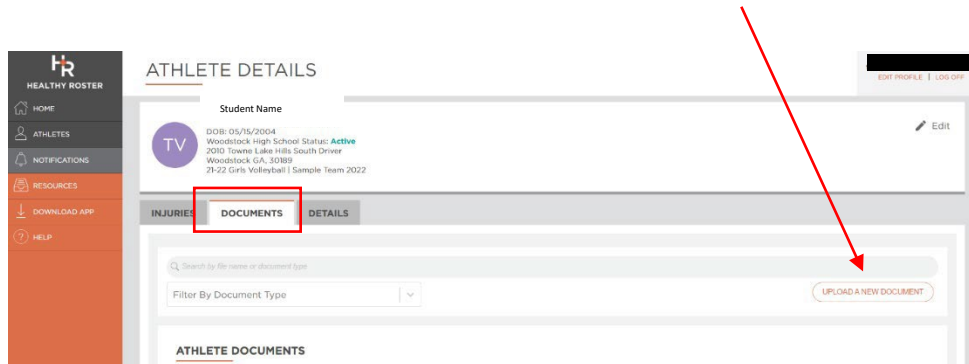 HR
HEALTHY ROSTER
HOME
ATHLETES
NOTIFICATIONS
RESOURCES
DOWNLOAD APP
? HELP
ATHLETE DETAILS
EDIT PROFILE | LOG OFF
Student Name
TV
DOB: 05/15/2004
Woodstock High School Status: Active
2010 Towne Lake Hills South Driver
Woodstock GA, 30189
21-22 Girls Volleyball | Sample Team 2022
Edit
INJURIES DOCUMENTS DETAILS
Search by file name or document type
Filter By Document Type
UPLOAD A NEW DOCUMENT
ATHLETE DOCUMENTS